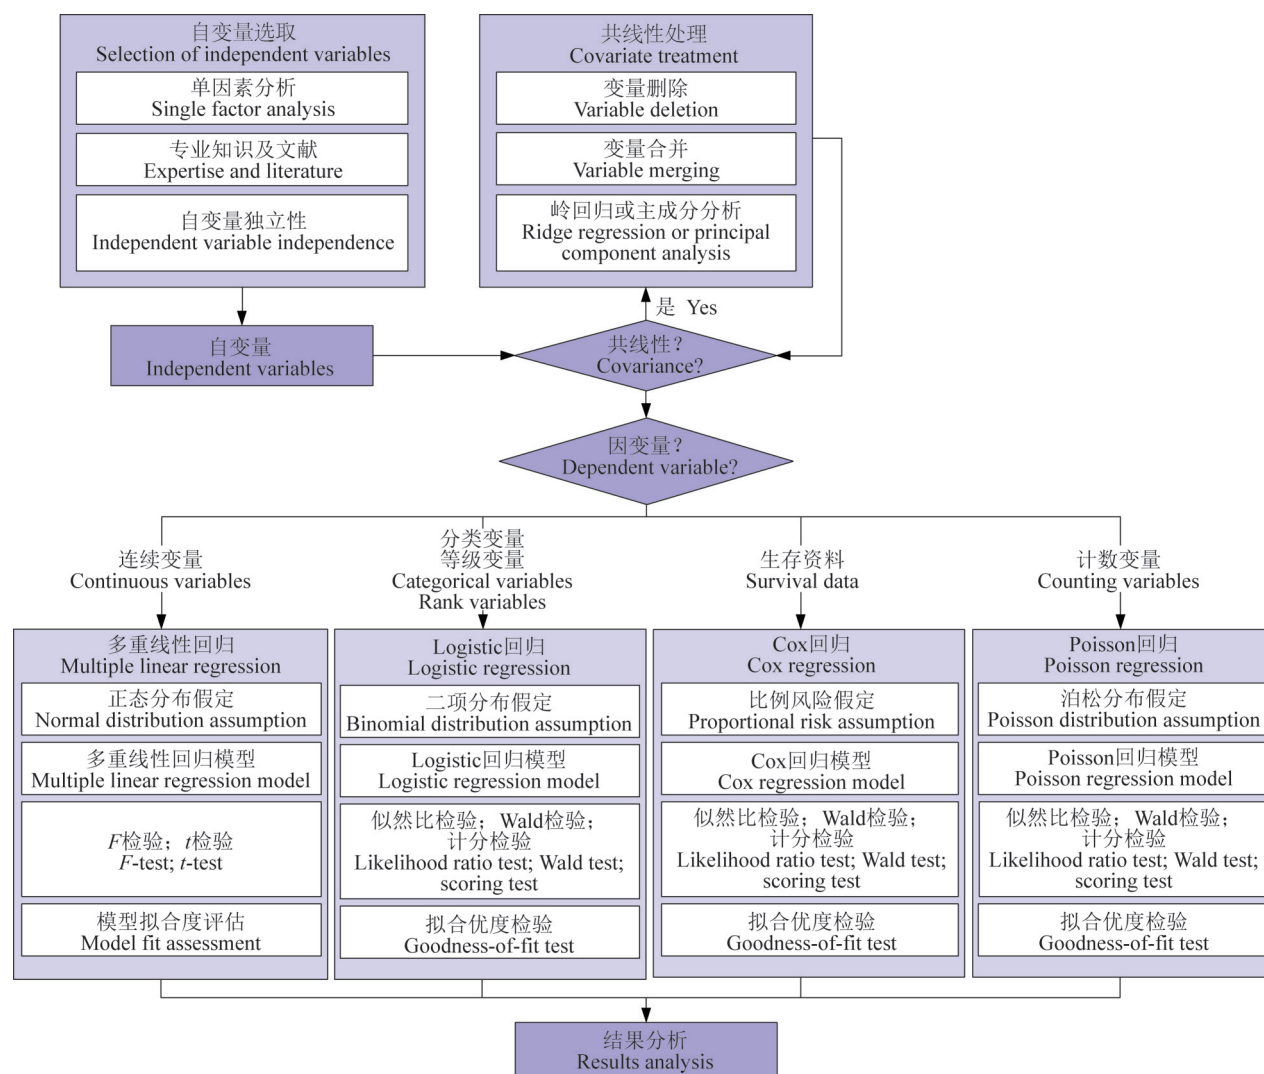 自变量选取
Selection of independent variables
单因素分析
Single factor analysis
专业知识及文献
Expertise and literature
自变量独立性
Independent variable independence
共线性处理
Covariate treatment
变量删除
Variable deletion
变量合并
Variable merging
岭回归或主成分分析
Ridge regression or principal
component analysis
是 Yes
自变量
Independent variables
共线性？
Covariance?
因变量？
Dependent variable?
连续变量
Continuous variables
分类变量
等级变量
Categorical variables
Rank variables
生存资料
Survival data
计数变量
Counting variables
多重线性回归
Multiple linear regression
正态分布假定
Normal distribution assumption
多重线性回归模型
Multiple linear regression model
F检验；t检验
F-test; t-test
模型拟合度评估
Model fit assessment
Logistic回归
Logistic regression
二项分布假定
Binomial distribution assumption
Logistic回归模型
Logistic regression model
似然比检验；Wald检验；
计分检验
Likelihood ratio test; Wald test;
scoring test
拟合优度检验
Goodness-of-fit test
Cox回归
Cox regression
比例风险假定
Proportional risk assumption
Cox回归模型
Cox regression model
似然比检验；Wald检验；
计分检验
Likelihood ratio test; Wald test;
scoring test
拟合优度检验
Goodness-of-fit test
Poisson回归
Poisson regression
泊松分布假定
Poisson distribution assumption
Poisson回归模型
Poisson regression model
似然比检验；Wald检验；
计分检验
Likelihood ratio test; Wald test;
scoring test
拟合优度检验
Goodness-of-fit test
结果分析
Results analysis